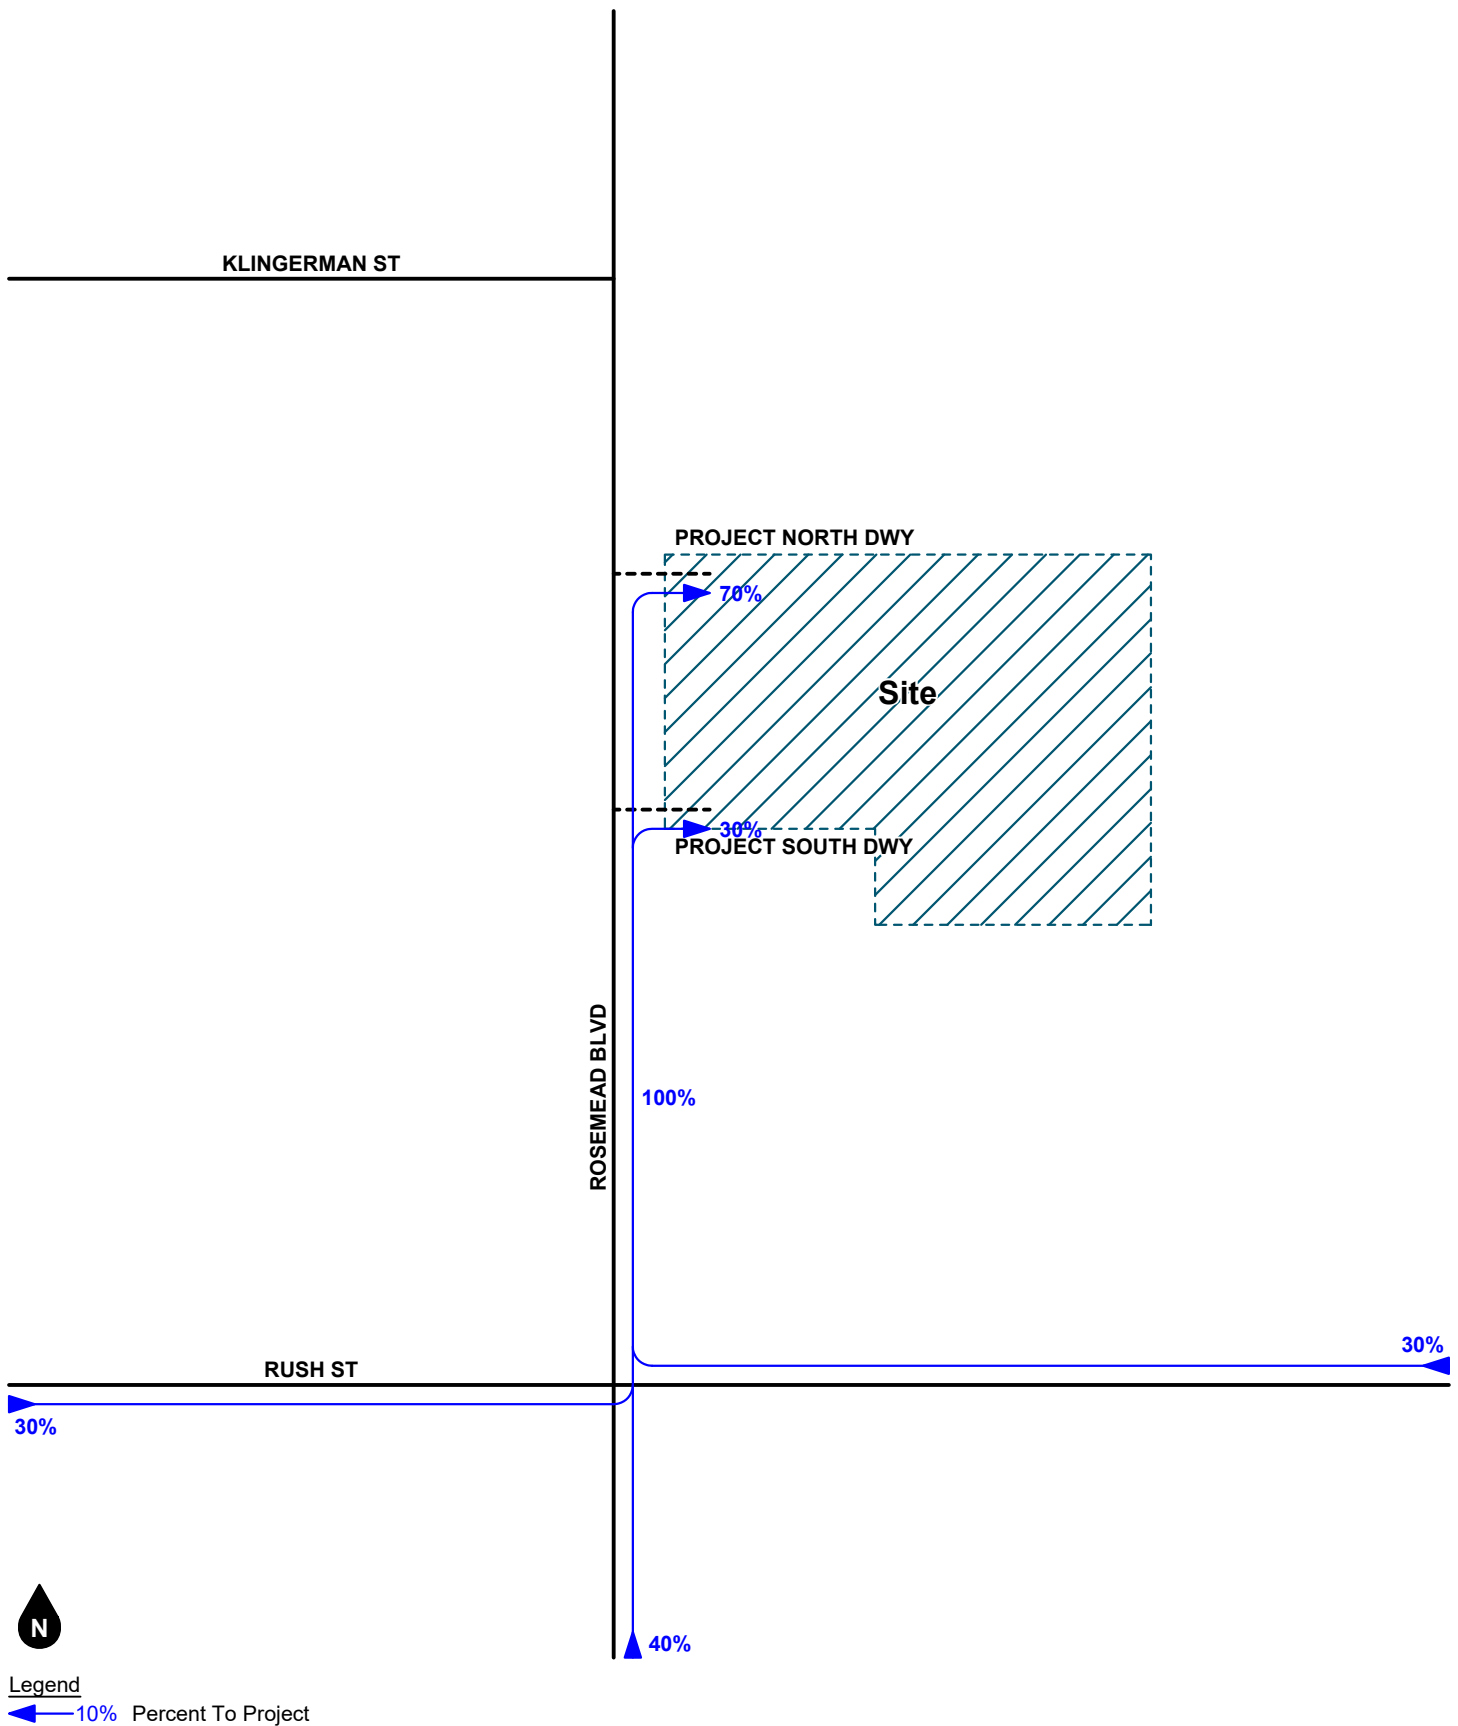 KLINGERMAN ST
PROJECT NORTH DWY
70%
Site
30%
PROJECT SOUTH DWY
ROSEMEAD BLVD
100%
30%
RUSH ST
30%
40%
N
Legend
10% Percent To Project